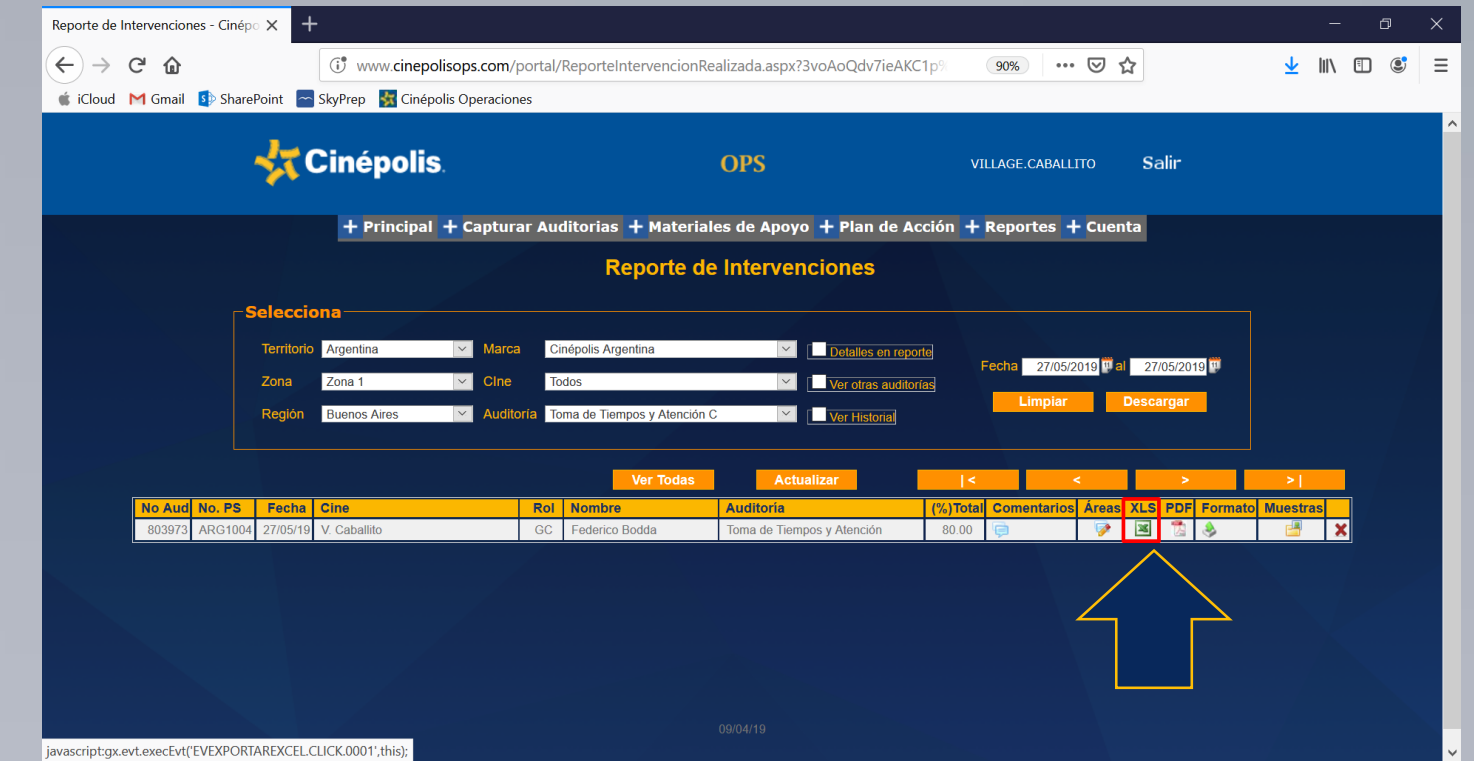 Reporte de Intervenciones - Cinépo
www.cinepolisops.com/portal/ReporteIntervencionRealizada.aspx?3voAoQdv7ieAKC1p% 90%
iCloud Gmail SharePoint SkyPrep Cinépolis Operaciones
Cinépolis. OPS VILLAGE.CABALLITO Salir
+ Principal + Capturar Auditorias + Materiales de Apoyo + Plan de Acción + Reportes + Cuenta
Reporte de Intervenciones
Selecciona
Territorio Argentina Marca Cinépolis Argentina Detalles en reporte
Fecha 27/05/2019 al 27/05/2019
Zona Zona 1 CIne Todos Ver otras auditorías
Limpiar Descargar
Región Buenos Aires Auditoría Toma de Tiempos y Atención C Ver Historial
Ver Todas Actualizar |< < > >|
No Aud No. PS Fecha Cine Rol Nombre Auditoría (%)Total Comentarios Áreas XLS PDF Formato Muestras
803973 ARG1004 27/05/19 V. Caballito GC Federico Bodda Toma de Tiempos y Atención 80.00
09/04/19
javascript:gx.evt.execEvt('EVEXPORTAREXCEL.CLICK.0001',this);